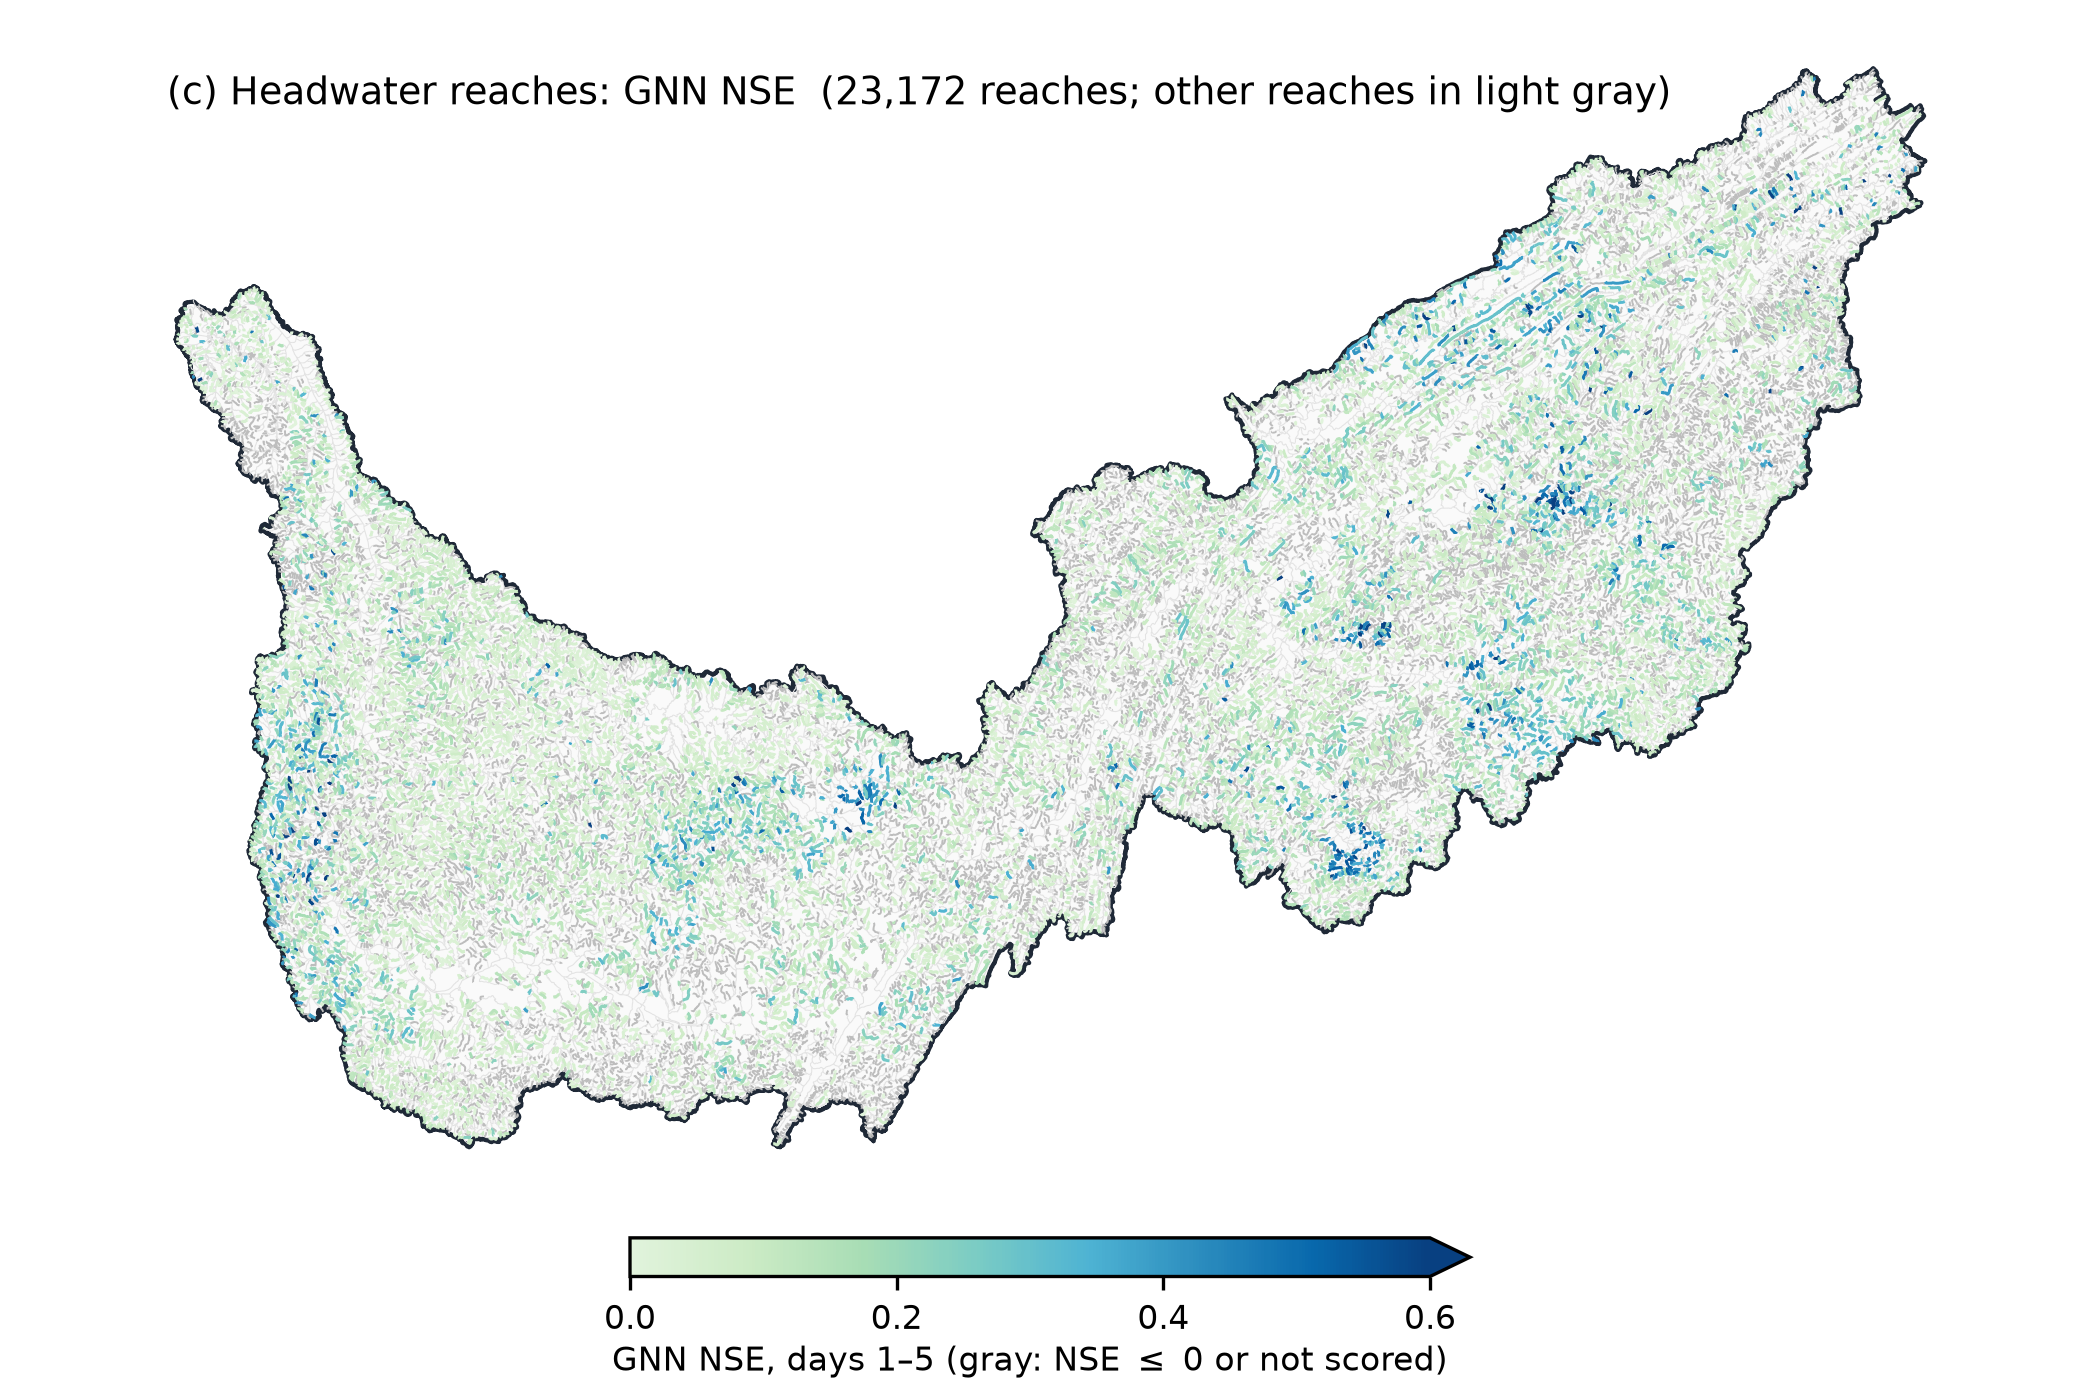 (c) Headwater reaches: GNN NSE (23,172 reaches; other reaches in light gray)
0.0 0.2 0.4 0.6
GNN NSE, days 1–5 (gray: NSE ≤ 0 or not scored)